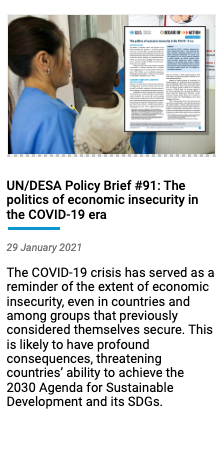 UN/DESA Policy Brief #91: The
politics of economic insecurity in
the COVID-19 era
29 January 2021
The COVID-19 crisis has served as a
reminder of the extent of economic
insecurity, even in countries and
among groups that previously
considered themselves secure. This
is likely to have profound
consequences, threatening
countries’ ability to achieve the
2030 Agenda for Sustainable
Development and its SDGs.